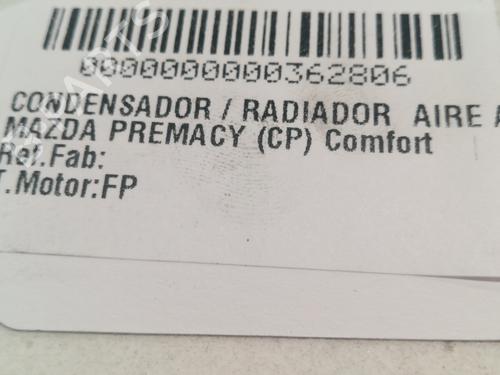 0000000000362806
CONDENSADOR / RADIADOR AIRE A
MAZDA PREMACY (CP) Comfort
Ref.Fab:
T.Motor:FP